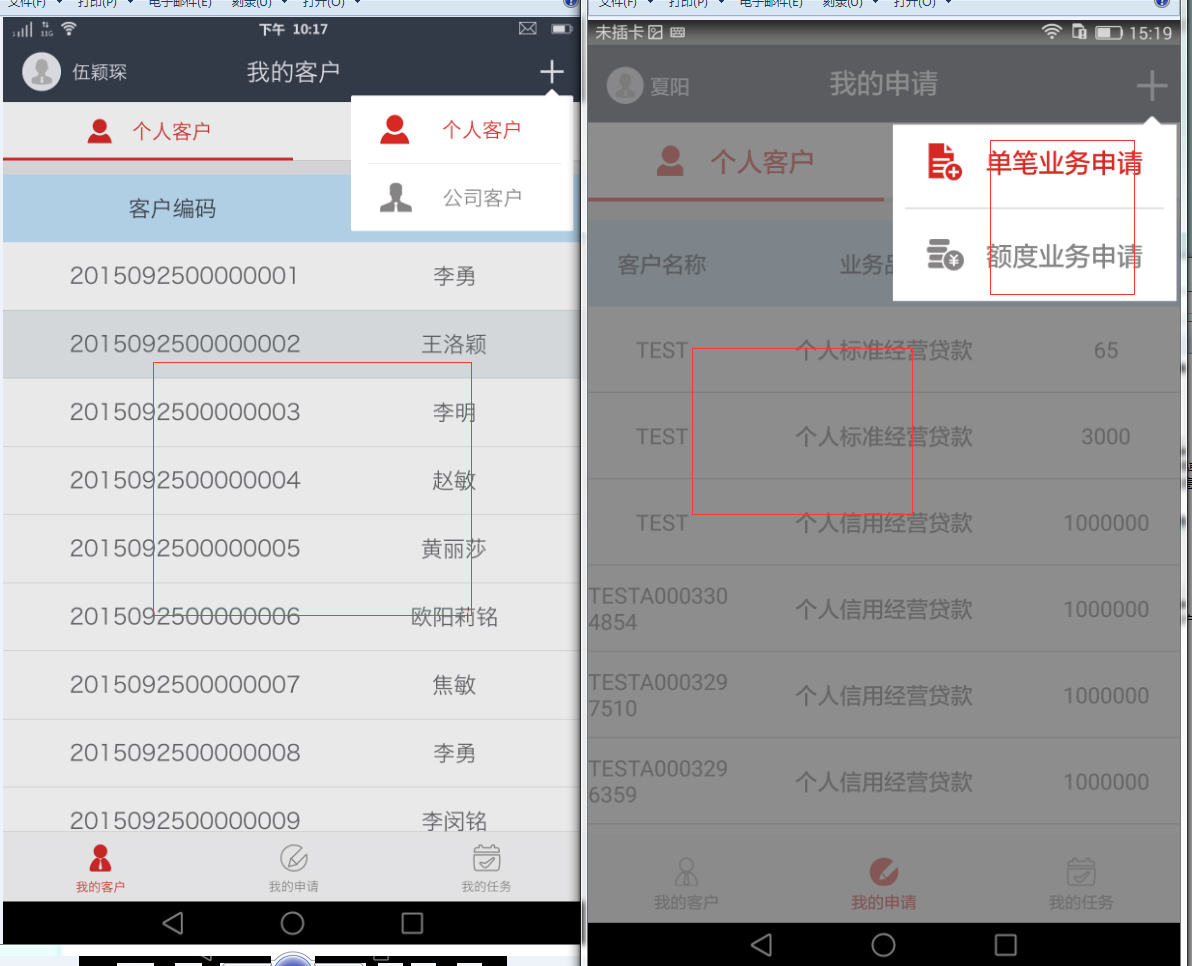 文件(F) 打印(P) 电子邮件(E) 刻录(U) 打开(O)
下午 10:17
伍颖琛
我的客户
个人客户
个人客户
公司客户
客户编码
2015092500000001 李勇
2015092500000002 王洛颖
2015092500000003 李明
2015092500000004 赵敏
2015092500000005 黄丽莎
2015092500000006 欧阳莉铭
2015092500000007 焦敏
2015092500000008 李勇
2015092500000009 李闵铭
我的客户 我的申请 我的任务
文件(F) 打印(P) 电子邮件(E) 刻录(U) 打开(O)
未插卡 15:19
夏阳
我的申请
个人客户
单笔业务申请
额度业务申请
客户名称 业务品
TEST 个人标准经营贷款 65
TEST 个人标准经营贷款 3000
TEST 个人信用经营贷款 1000000
TESTA000330
4854 个人信用经营贷款 1000000
TESTA000329
7510 个人信用经营贷款 1000000
TESTA000329
6359 个人信用经营贷款 1000000
我的客户 我的申请 我的任务